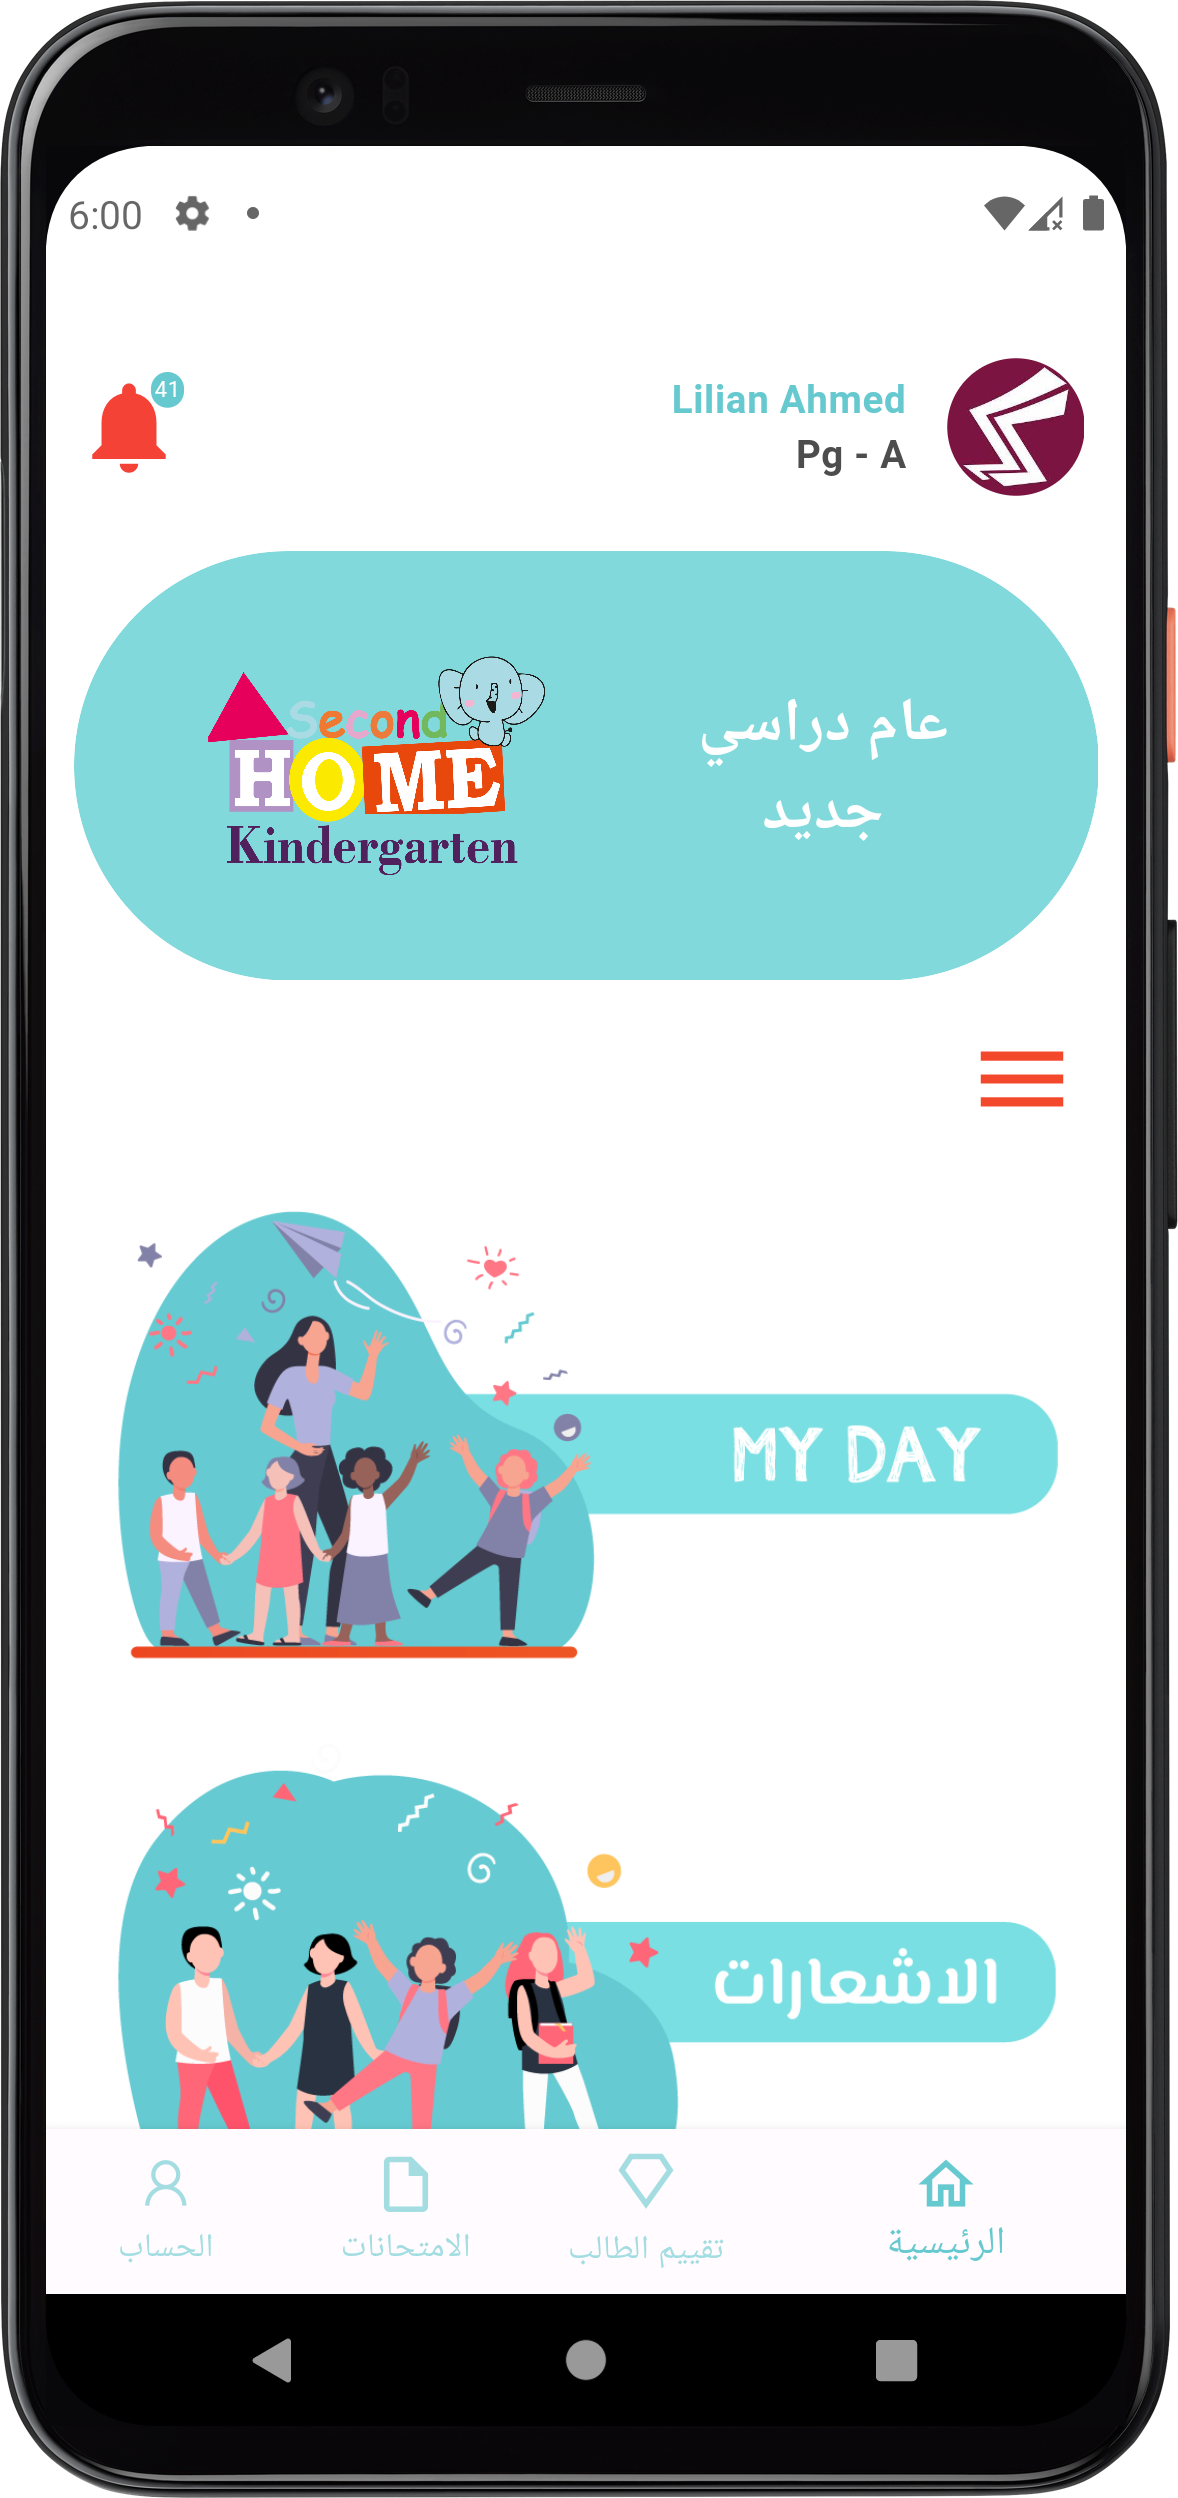 6:00
41
Lilian Ahmed
Pg - A
Second
HOME
Kindergarten
عام دراسي
جديد
MY DAY
الاشعارات
الرئيسية
تقييم الطالب
الامتحانات
الحساب